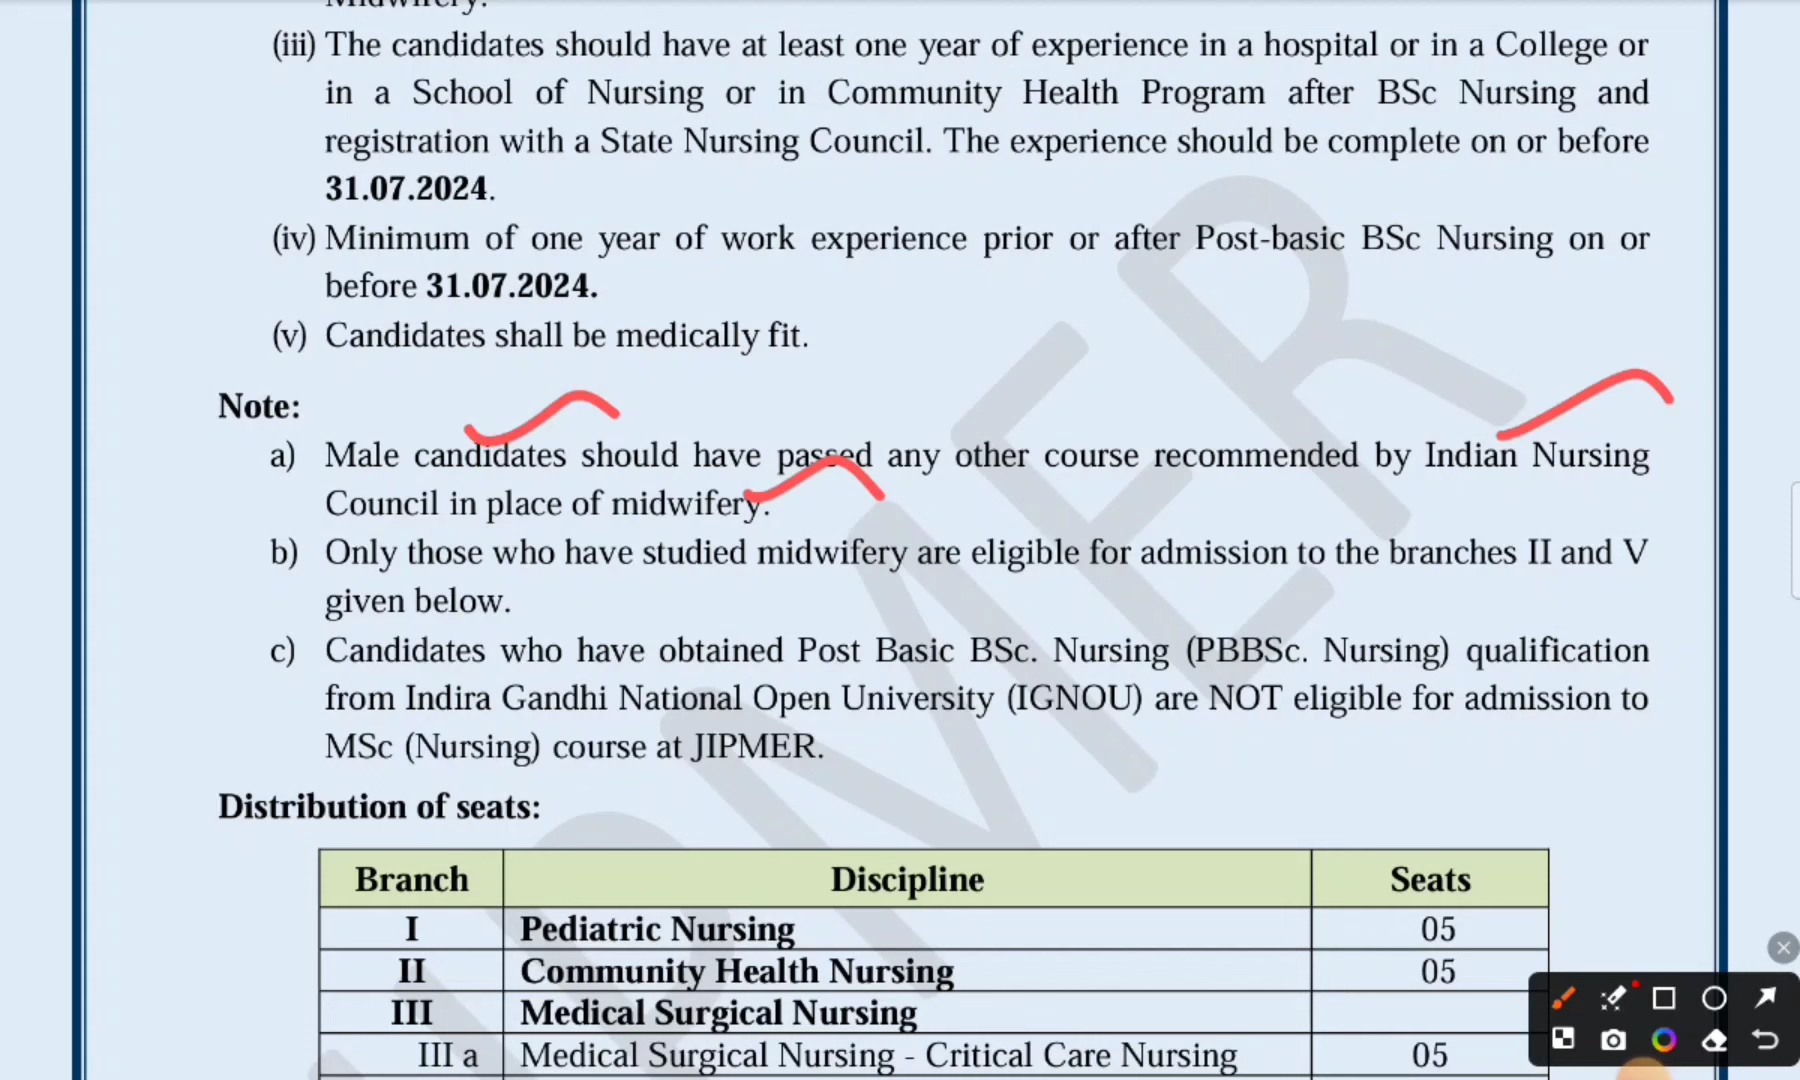 Midwifery.
(iii) The candidates should have at least one year of experience in a hospital or in a College or
in a School of Nursing or in Community Health Program after BSc Nursing and
registration with a State Nursing Council. The experience should be complete on or before
31.07.2024.
(iv) Minimum of one year of work experience prior or after Post-basic BSc Nursing on or
before 31.07.2024.
(v) Candidates shall be medically fit.
Note:
a) Male candidates should have passed any other course recommended by Indian Nursing
Council in place of midwifery.
b) Only those who have studied midwifery are eligible for admission to the branches II and V
given below.
c) Candidates who have obtained Post Basic BSc. Nursing (PBBSc. Nursing) qualification
from Indira Gandhi National Open University (IGNOU) are NOT eligible for admission to
MSc (Nursing) course at JIPMER.
Distribution of seats:
Branch Discipline Seats
I Pediatric Nursing 05
II Community Health Nursing 05
III Medical Surgical Nursing
III a Medical Surgical Nursing - Critical Care Nursing 05
JIPMER